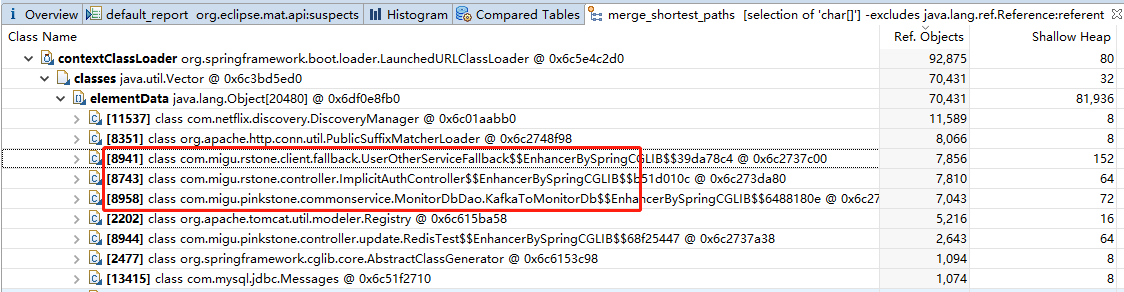 Overview default_report org.eclipse.mat.api:suspects Histogram Compared Tables merge_shortest_paths [selection of 'char[]'] -excludes java.lang.ref.Reference:referent
Class Name Ref. Objects Shallow Heap
contextClassLoader org.springframework.boot.loader.LaunchedURLClassLoader @ 0x6c5e4c2d0 92,875 80
classes java.util.Vector @ 0x6c3bd5ed0 70,431 32
elementData java.lang.Object[20480] @ 0x6df0e8fb0 70,431 81,936
[11537] class com.netflix.discovery.DiscoveryManager @ 0x6c01aabb0 11,589 8
[8351] class org.apache.http.conn.util.PublicSuffixMatcherLoader @ 0x6c2748f98 8,066 8
[8941] class com.migu.rstone.client.fallback.UserOtherServiceFallback$$EnhancerBySpringCGLIB$$39da78c4 @ 0x6c2737c00 7,856 152
[8743] class com.migu.rstone.controller.ImplicitAuthController$$EnhancerBySpringCGLIB$$b51d010c @ 0x6c273da80 7,810 64
[8958] class com.migu.pinkstone.commonservice.MonitorDbDao.KafkaToMonitorDb$$EnhancerBySpringCGLIB$$6488180e @ 0x6c27 7,043 72
[2202] class org.apache.tomcat.util.modeler.Registry @ 0x6c615ba58 5,216 16
[8944] class com.migu.pinkstone.controller.update.RedisTest$$EnhancerBySpringCGLIB$$68f25447 @ 0x6c2737a38 2,643 64
[2477] class org.springframework.cglib.core.AbstractClassGenerator @ 0x6c6153c98 1,094 8
[13415] class com.mysql.jdbc.Messages @ 0x6c51f2710 1,074 8